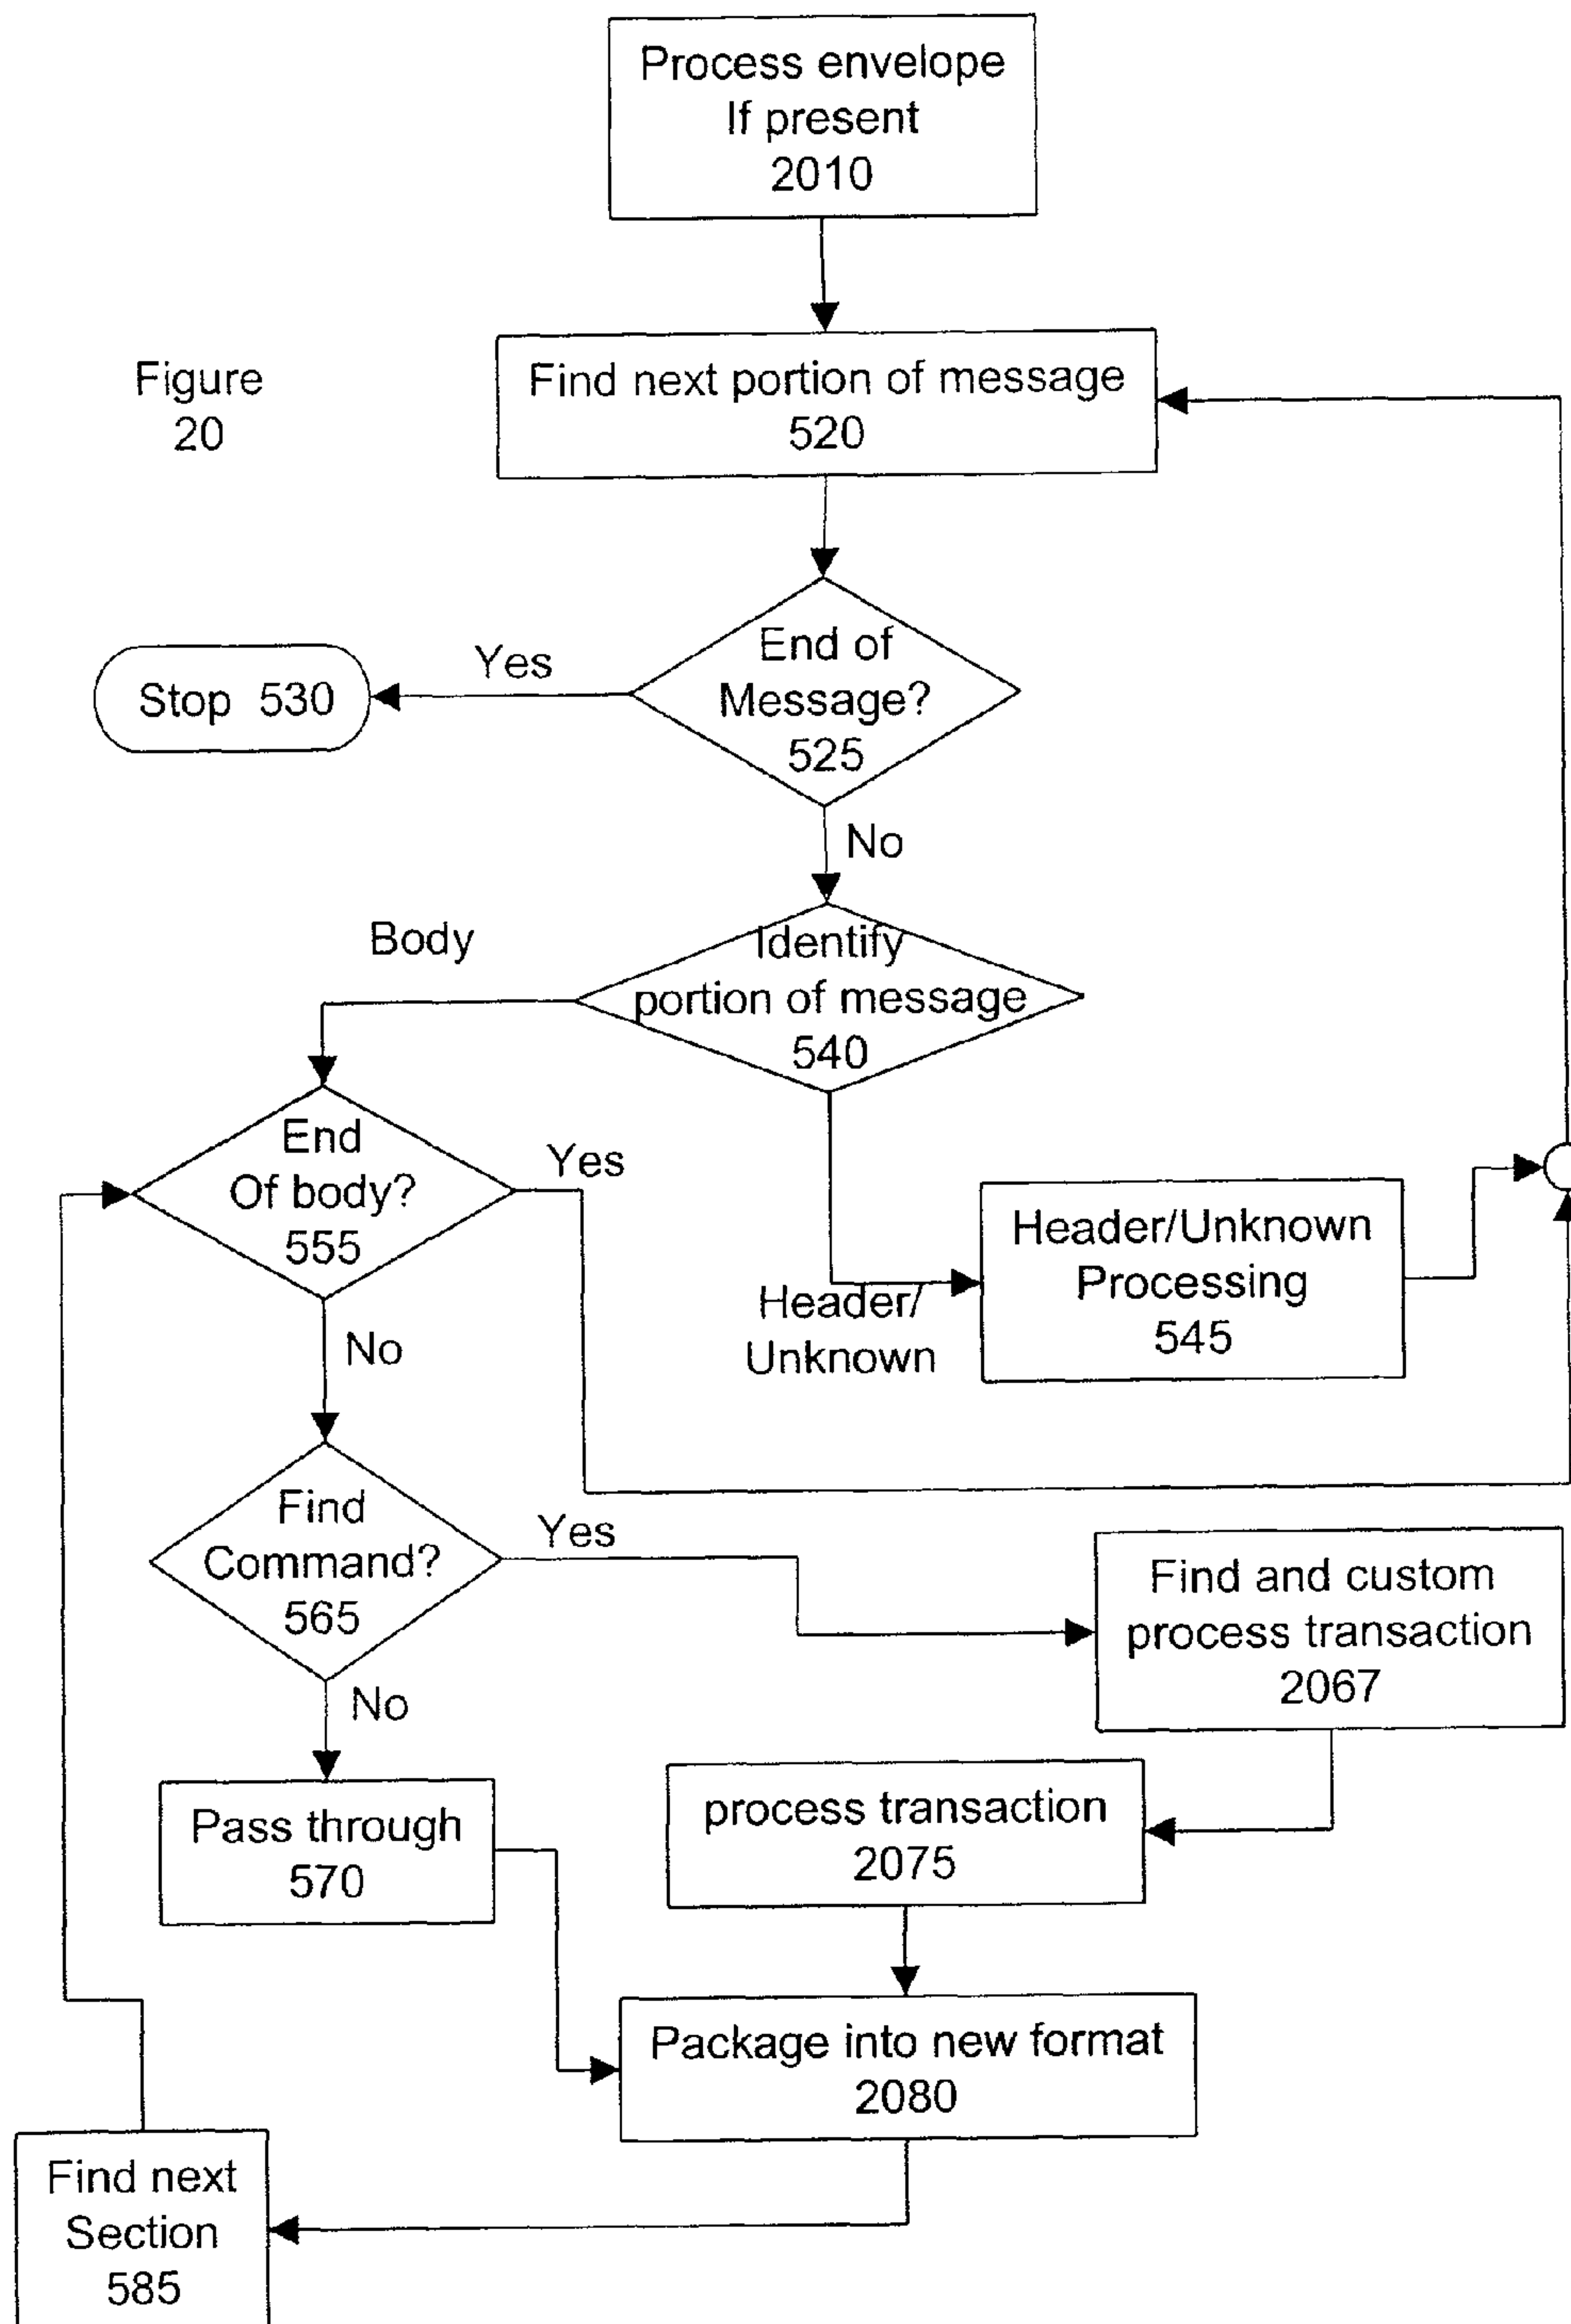 Process envelope
If present
2010
Figure
20
Find next portion of message
520
End of
Message?
525
Yes
Stop 530
No
Identify
portion of message
540
Body
End
Of body?
555
Yes
Header/
Unknown
Header/Unknown
Processing
545
No
Find
Command?
565
Yes
Find and custom
process transaction
2067
No
Pass through
570
process transaction
2075
Package into new format
2080
Find next
Section
585